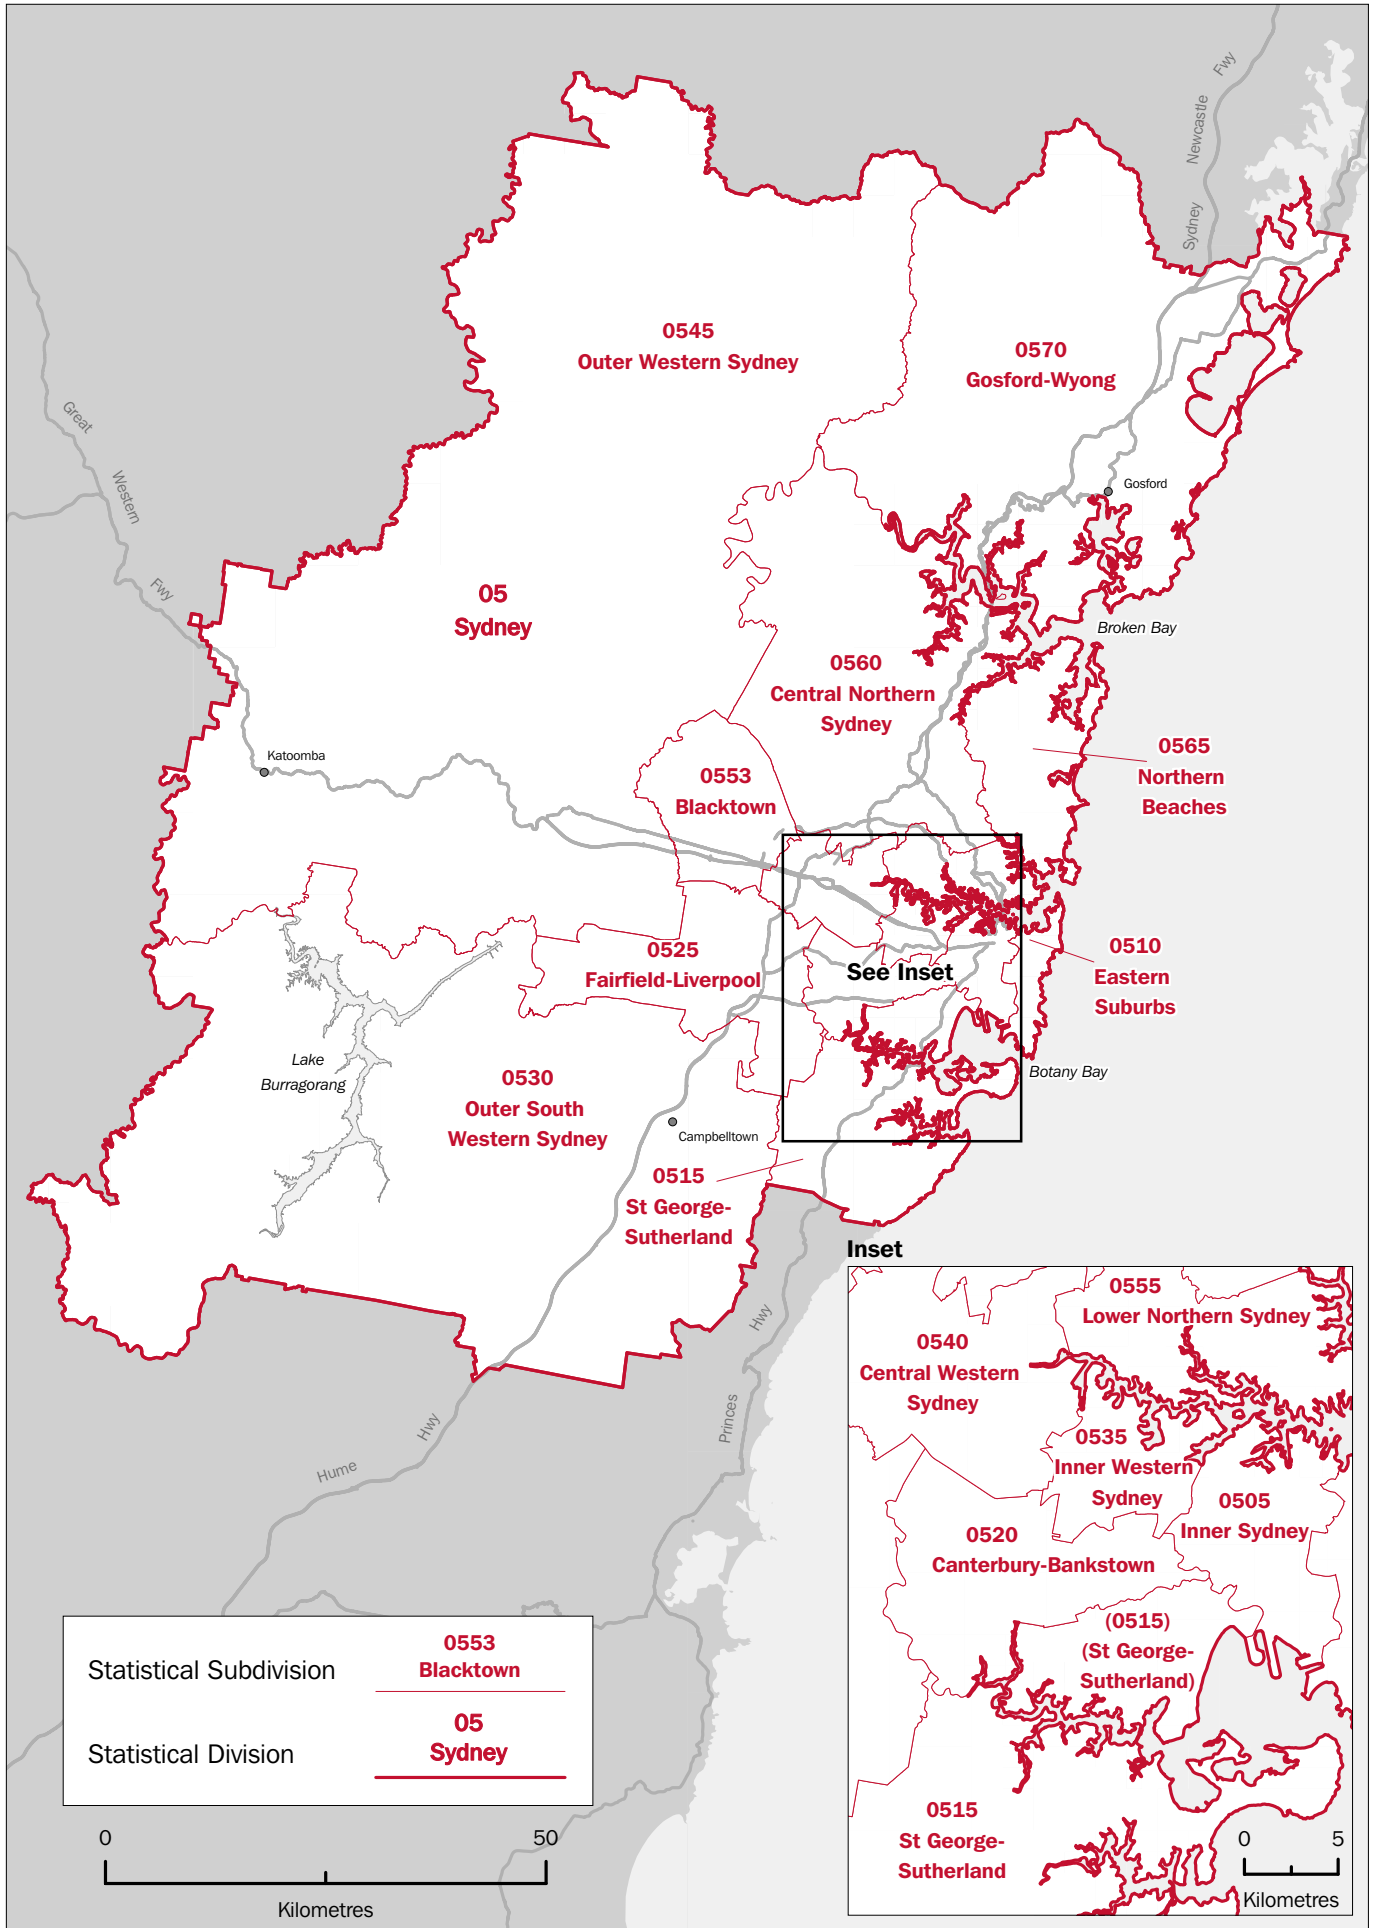 Sydney Newcastle Fwy
0545
Outer Western Sydney
0570
Gosford-Wyong
Great Western Fwy
Gosford
05
Sydney
Broken Bay
0560
Central Northern
Sydney
0565
Northern
Beaches
Katoomba
0553
Blacktown
0525
Fairfield-Liverpool
See Inset
0510
Eastern
Suburbs
Lake
Burragorang
0530
Outer South
Western Sydney
Botany Bay
Campbelltown
0515
St George-
Sutherland
Hume Hwy
Princes Hwy
Inset
0555
Lower Northern Sydney
0540
Central Western
Sydney
0535
Inner Western
Sydney
0505
Inner Sydney
0520
Canterbury-Bankstown
(0515)
(St George-
Sutherland)
0515
St George-
Sutherland
0 5
Kilometres
Statistical Subdivision
0553
Blacktown
Statistical Division
05
Sydney
0 50
Kilometres